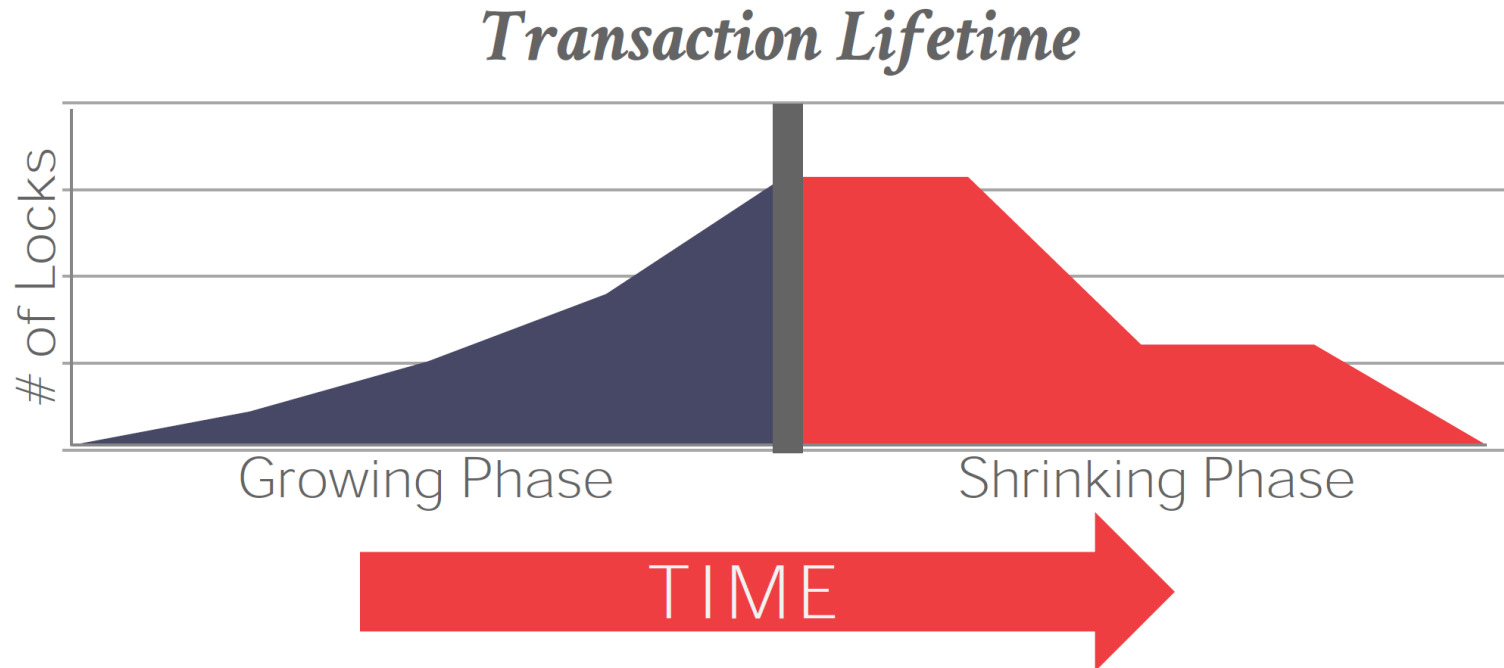 Transaction Lifetime
# of Locks
Growing Phase
Shrinking Phase
TIME